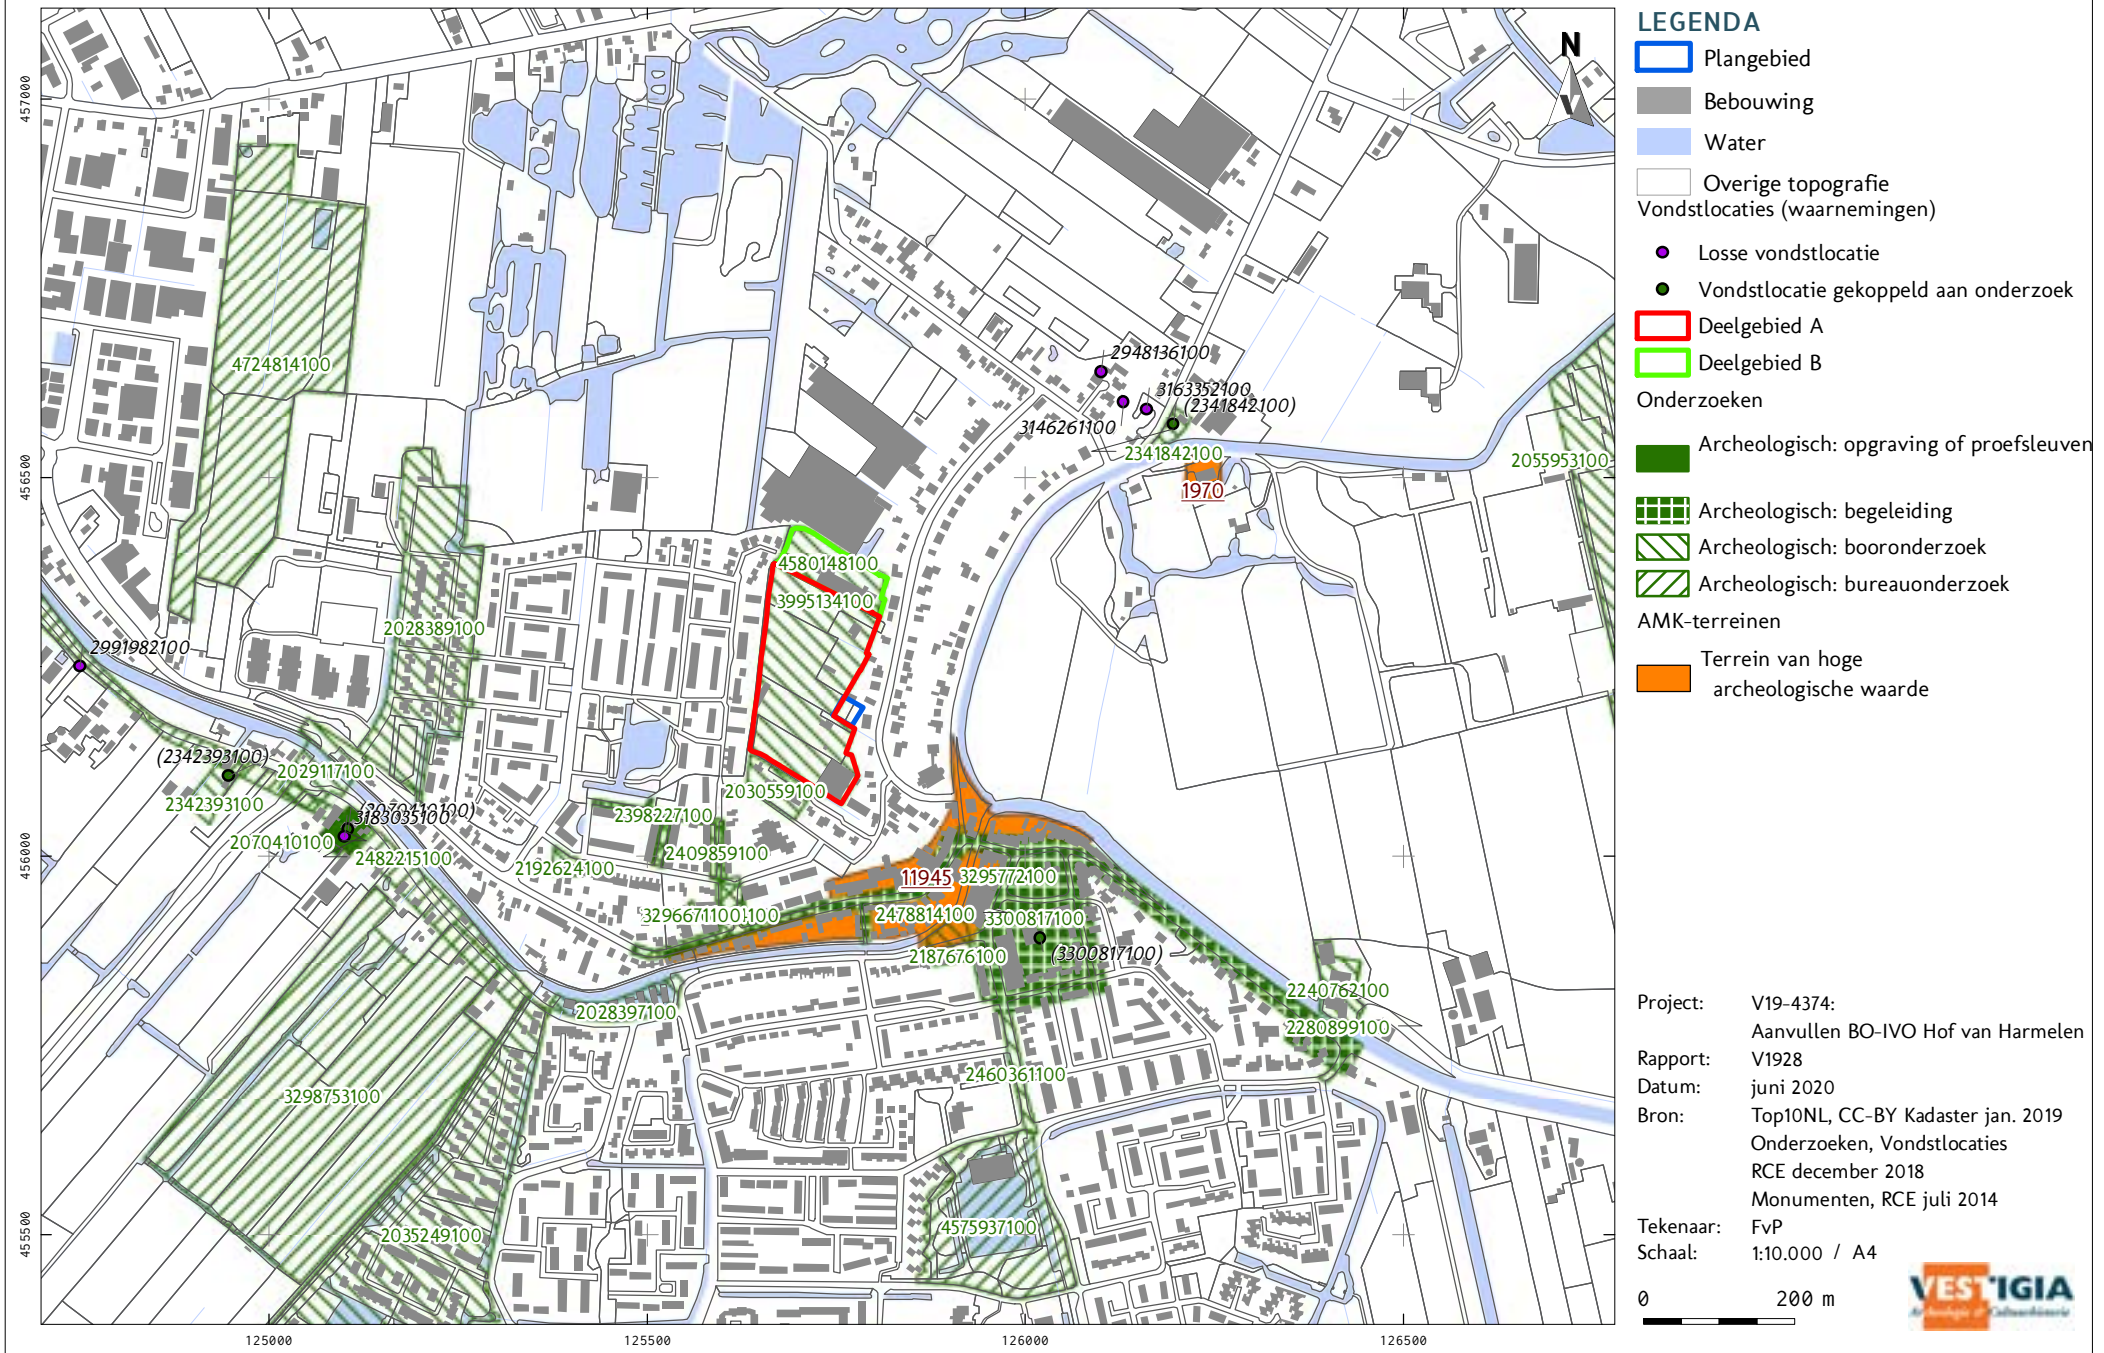 LEGENDA
Plangebied
Bebouwing
Water
Overige topografie
Vondstlocaties (waarnemingen)
Losse vondstlocatie
Vondstlocatie gekoppeld aan onderzoek
Deelgebied A
Deelgebied B
Onderzoeken
Archeologisch: opgraving of proefsleuven
Archeologisch: begeleiding
Archeologisch: booronderzoek
Archeologisch: bureauonderzoek
AMK-terreinen
Terrein van hoge
archeologische waarde
Project: V19-4374:
Aanvullen BO-IVO Hof van Harmelen
Rapport: V1928
Datum: juni 2020
Bron: Top10NL, CC-BY Kadaster jan. 2019
Onderzoeken, Vondstlocaties
RCE december 2018
Monumenten, RCE juli 2014
Tekenaar: FvP
Schaal: 1:10.000 / A4
0 200 m
VESTIGIA
Archeologie & Cultuurhistorie
N
457000
456500
456000
455500
125000
125500
126000
126500
4724814100
2948136100
3163352100
(2341842100)
3146261100
2341842100
1970
2055953100
4580148100
3995134100
2028389100
2991982100
(2342393100)
2029117100
2342393100
2030559100
3183035100
2070410100
2482215100
2398227100
2409859100
2192624100
11945
3295772100
3296671100
2478814100
3300817100
2187676100
(3300817100)
2240762100
2280899100
2028397100
2460361100
3298753100
2035249100
4575937100